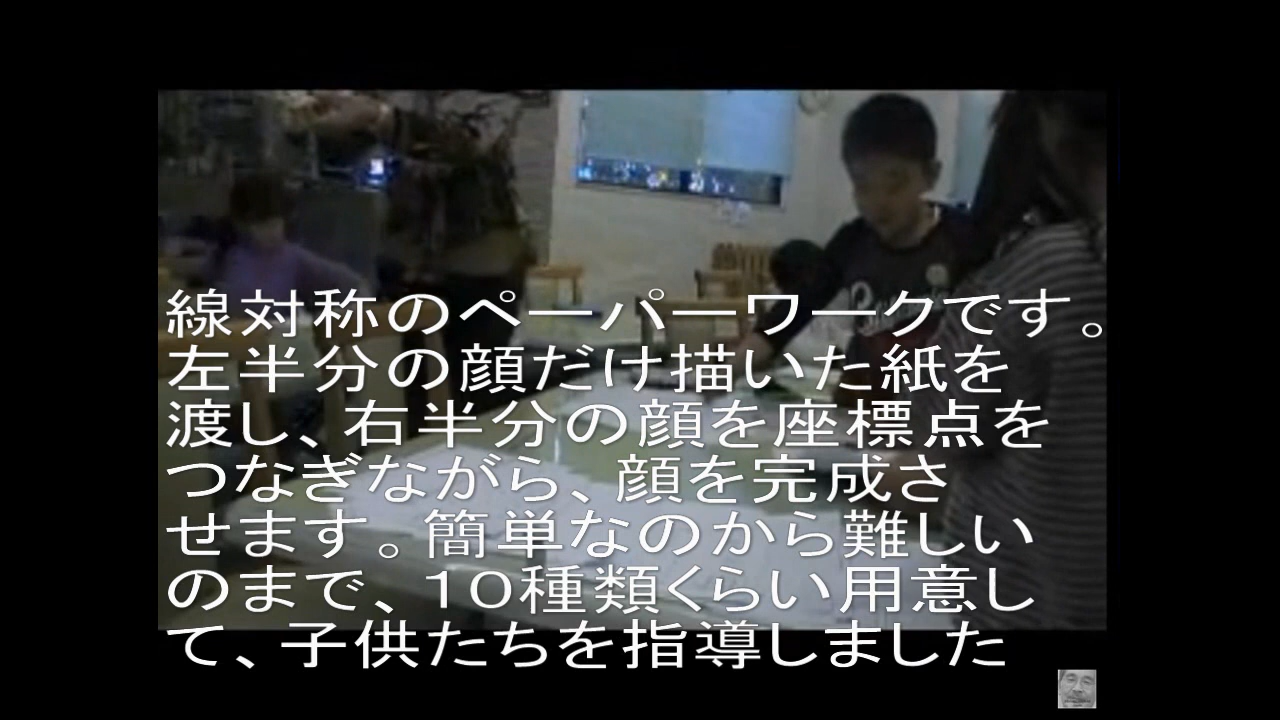 線対称のペーパーワークです。
左半分の顔だけ描いた紙を
渡し、右半分の顔を座標点を
つなぎながら、顔を完成さ
せます。簡単なのから難しい
のまで、１０種類くらい用意し
て、子供たちを指導しました